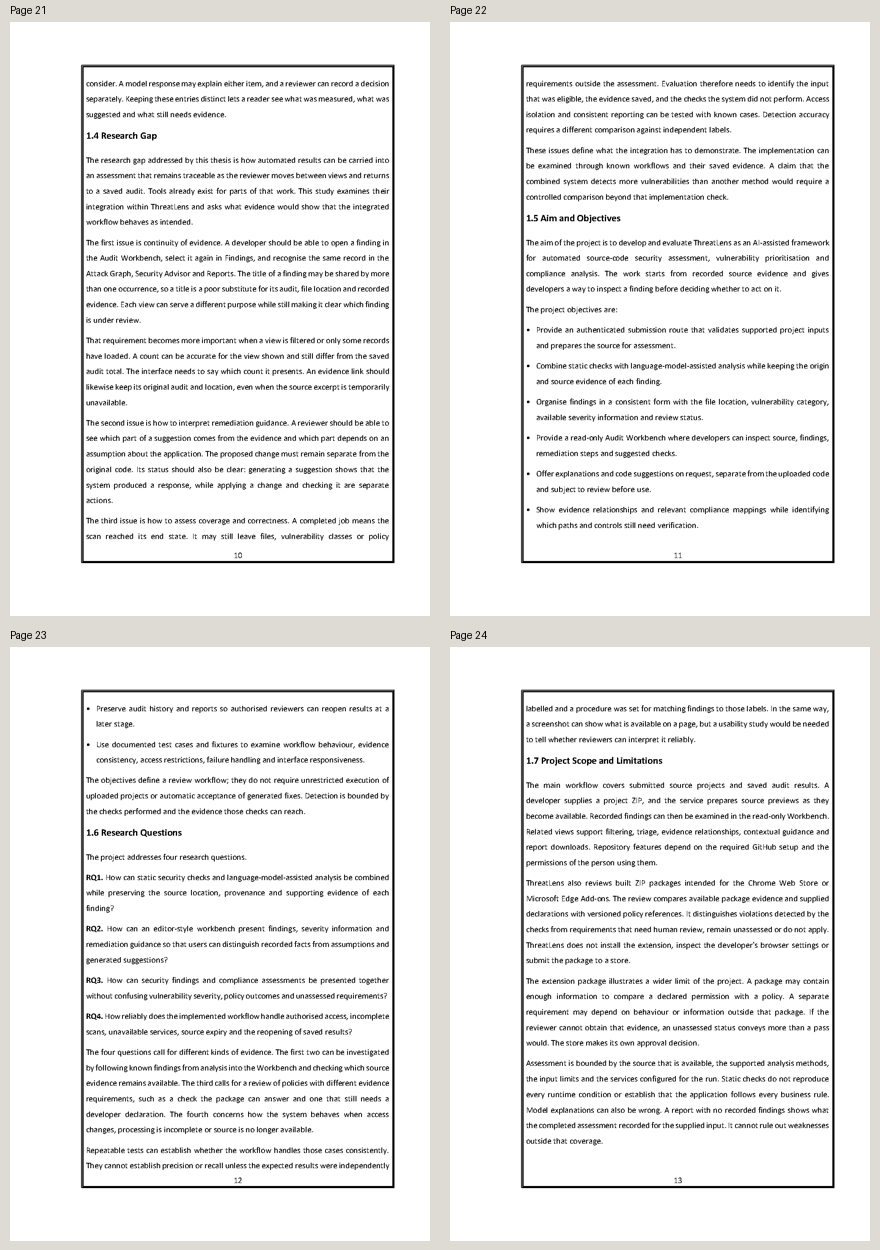 Page 21
consider. A model response may explain either item, and a reviewer can record a decision
separately. Keeping these entries distinct lets a reader see what was measured, what was
suggested and what still needs evidence.
1.4 Research Gap
The research gap addressed by this thesis is how automated results can be carried into
an assessment that remains traceable as the reviewer moves between views and returns
to a saved audit. Tools already exist for parts of that work. This study examines their
integration within ThreatLens and asks what evidence would show that the integrated
workflow behaves as intended.
The first issue is continuity of evidence. A developer should be able to open a finding in
the Audit Workbench, select it again in Findings, and recognise the same record in the
Attack Graph, Security Advisor and Reports. The title of a finding may be shared by more
than one occurrence, so a title is a poor substitute for its audit, file location and recorded
evidence. Each view can serve a different purpose while still making it clear which finding
is under review.
That requirement becomes more important when a view is filtered or only some records
have loaded. A count can be accurate for the view shown and still differ from the saved
audit total. The interface needs to say which count it presents. An evidence link should
likewise keep its original audit and location, even when the source excerpt is temporarily
unavailable.
The second issue is how to interpret remediation guidance. A reviewer should be able to
see which part of a suggestion comes from the evidence and which part depends on an
assumption about the application. The proposed change must remain separate from the
original code. Its status should also be clear: generating a suggestion shows that the
system produced a response, while applying a change and checking it are separate
actions.
The third issue is how to assess coverage and correctness. A completed job means the
scan reached its end state. It may still leave files, vulnerability classes or policy
10
Page 22
requirements outside the assessment. Evaluation therefore needs to identify the input
that was eligible, the evidence saved, and the checks the system did not perform. Access
isolation and consistent reporting can be tested with known cases. Detection accuracy
requires a different comparison against independent labels.
These issues define what the integration has to demonstrate. The implementation can
be examined through known workflows and their saved evidence. A claim that the
combined system detects more vulnerabilities than another method would require a
controlled comparison beyond that implementation check.
1.5 Aim and Objectives
The aim of the project is to develop and evaluate ThreatLens as an AI-assisted framework
for automated source-code security assessment, vulnerability prioritisation and
compliance analysis. The work starts from recorded source evidence and gives
developers a way to inspect a finding before deciding whether to act on it.
The project objectives are:
• Provide an authenticated submission route that validates supported project inputs
and prepares the source for assessment.
• Combine static checks with language-model-assisted analysis while keeping the origin
and source evidence of each finding.
• Organise findings in a consistent form with the file location, vulnerability category,
available severity information and review status.
• Provide a read-only Audit Workbench where developers can inspect source, findings,
remediation steps and suggested checks.
• Offer explanations and code suggestions on request, separate from the uploaded code
and subject to review before use.
• Show evidence relationships and relevant compliance mappings while identifying
which paths and controls still need verification.
11
Page 23
• Preserve audit history and reports so authorised reviewers can reopen results at a
later stage.
• Use documented test cases and fixtures to examine workflow behaviour, evidence
consistency, access restrictions, failure handling and interface responsiveness.
The objectives define a review workflow; they do not require unrestricted execution of
uploaded projects or automatic acceptance of generated fixes. Detection is bounded by
the checks performed and the evidence those checks can reach.
1.6 Research Questions
The project addresses four research questions.
RQ1. How can static security checks and language-model-assisted analysis be combined
while preserving the source location, provenance and supporting evidence of each
finding?
RQ2. How can an editor-style workbench present findings, severity information and
remediation guidance so that users can distinguish recorded facts from assumptions and
generated suggestions?
RQ3. How can security findings and compliance assessments be presented together
without confusing vulnerability severity, policy outcomes and unassessed requirements?
RQ4. How reliably does the implemented workflow handle authorised access, incomplete
scans, unavailable services, source expiry and the reopening of saved results?
The four questions call for different kinds of evidence. The first two can be investigated
by following known findings from analysis into the Workbench and checking which source
evidence remains available. The third calls for a review of policies with different evidence
requirements, such as a check the package can answer and one that still needs a
developer declaration. The fourth concerns how the system behaves when access
changes, processing is incomplete or source is no longer available.
Repeatable tests can establish whether the workflow handles those cases consistently.
They cannot establish precision or recall unless the expected results were independently
12
Page 24
labelled and a procedure was set for matching findings to those labels. In the same way,
a screenshot can show what is available on a page, but a usability study would be needed
to tell whether reviewers can interpret it reliably.
1.7 Project Scope and Limitations
The main workflow covers submitted source projects and saved audit results. A
developer supplies a project ZIP, and the service prepares source previews as they
become available. Recorded findings can then be examined in the read-only Workbench.
Related views support filtering, triage, evidence relationships, contextual guidance and
report downloads. Repository features depend on the required GitHub setup and the
permissions of the person using them.
ThreatLens also reviews built ZIP packages intended for the Chrome Web Store or
Microsoft Edge Add-ons. The review compares available package evidence and supplied
declarations with versioned policy references. It distinguishes violations detected by the
checks from requirements that need human review, remain unassessed or do not apply.
ThreatLens does not install the extension, inspect the developer's browser settings or
submit the package to a store.
The extension package illustrates a wider limit of the project. A package may contain
enough information to compare a declared permission with a policy. A separate
requirement may depend on behaviour or information outside that package. If the
reviewer cannot obtain that evidence, an unassessed status conveys more than a pass
would. The store makes its own approval decision.
Assessment is bounded by the source that is available, the supported analysis methods,
the input limits and the services configured for the run. Static checks do not reproduce
every runtime condition or establish that the application follows every business rule.
Model explanations can also be wrong. A report with no recorded findings shows what
the completed assessment recorded for the supplied input. It cannot rule out weaknesses
outside that coverage.
13